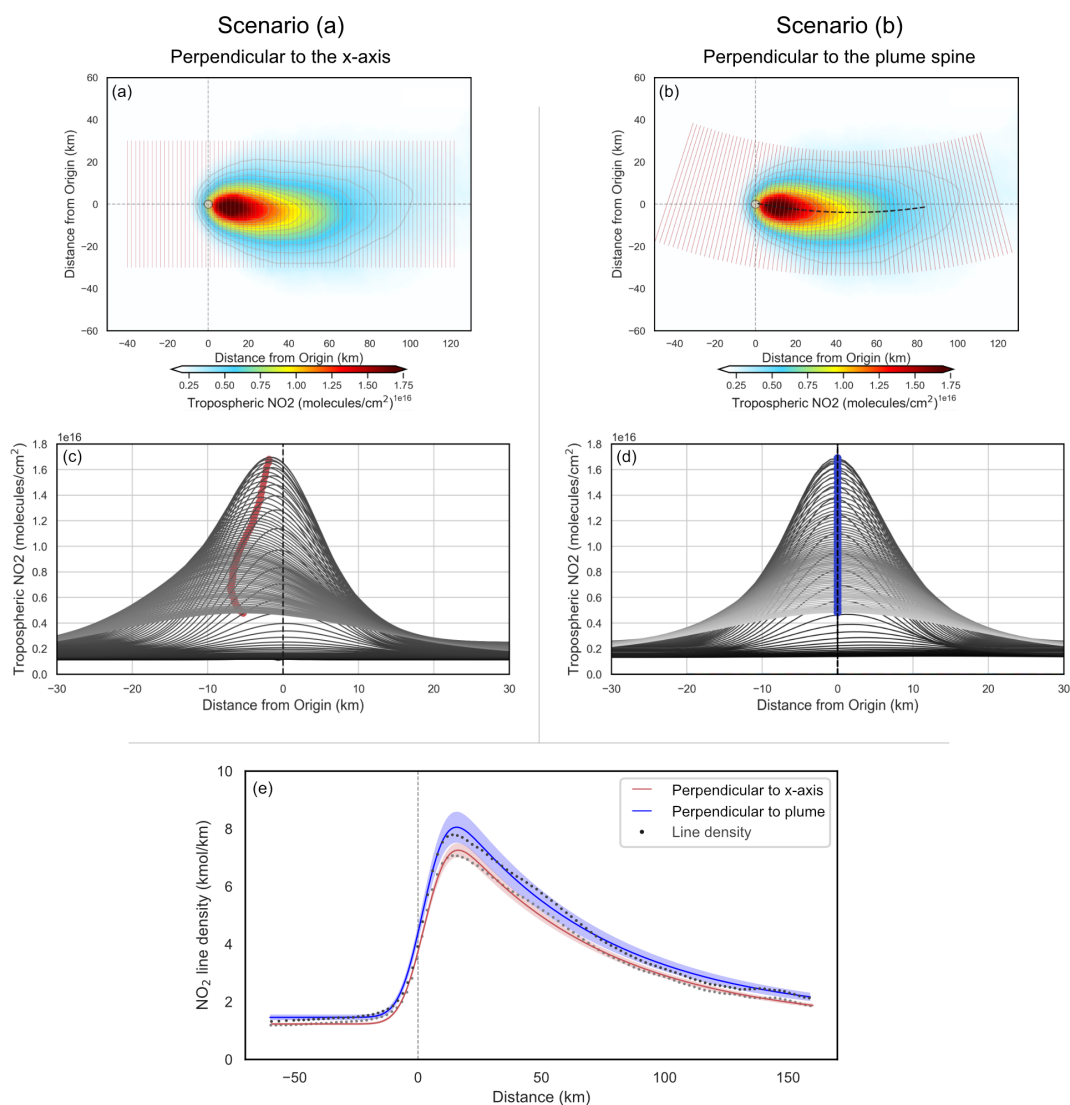 Scenario (a)
Perpendicular to the x-axis
(a)
60
40
20
0
−20
−40
−60
Distance from Origin (km)
−40 −20 0 20 40 60 80 100 120
Distance from Origin (km)
0.25 0.50 0.75 1.00 1.25 1.50 1.75
Tropospheric NO2 (molecules/cm²) 1e16
Scenario (b)
Perpendicular to the plume spine
(b)
60
40
20
0
−20
−40
−60
Distance from Origin (km)
−40 −20 0 20 40 60 80 100 120
Distance from Origin (km)
0.25 0.50 0.75 1.00 1.25 1.50 1.75
Tropospheric NO2 (molecules/cm²) 1e16
1e16
(c)
1.8
1.6
1.4
1.2
1.0
0.8
0.6
0.4
0.2
0.0
Tropospheric NO2 (molecules/cm²)
−30 −20 −10 0 10 20 30
Distance from Origin (km)
1e16
(d)
1.8
1.6
1.4
1.2
1.0
0.8
0.6
0.4
0.2
0.0
Tropospheric NO2 (molecules/cm²)
−30 −20 −10 0 10 20 30
Distance from Origin (km)
(e)
10
8
6
4
2
0
NO₂ line density (kmol/km)
Perpendicular to x-axis
Perpendicular to plume
Line density
−50 0 50 100 150
Distance (km)